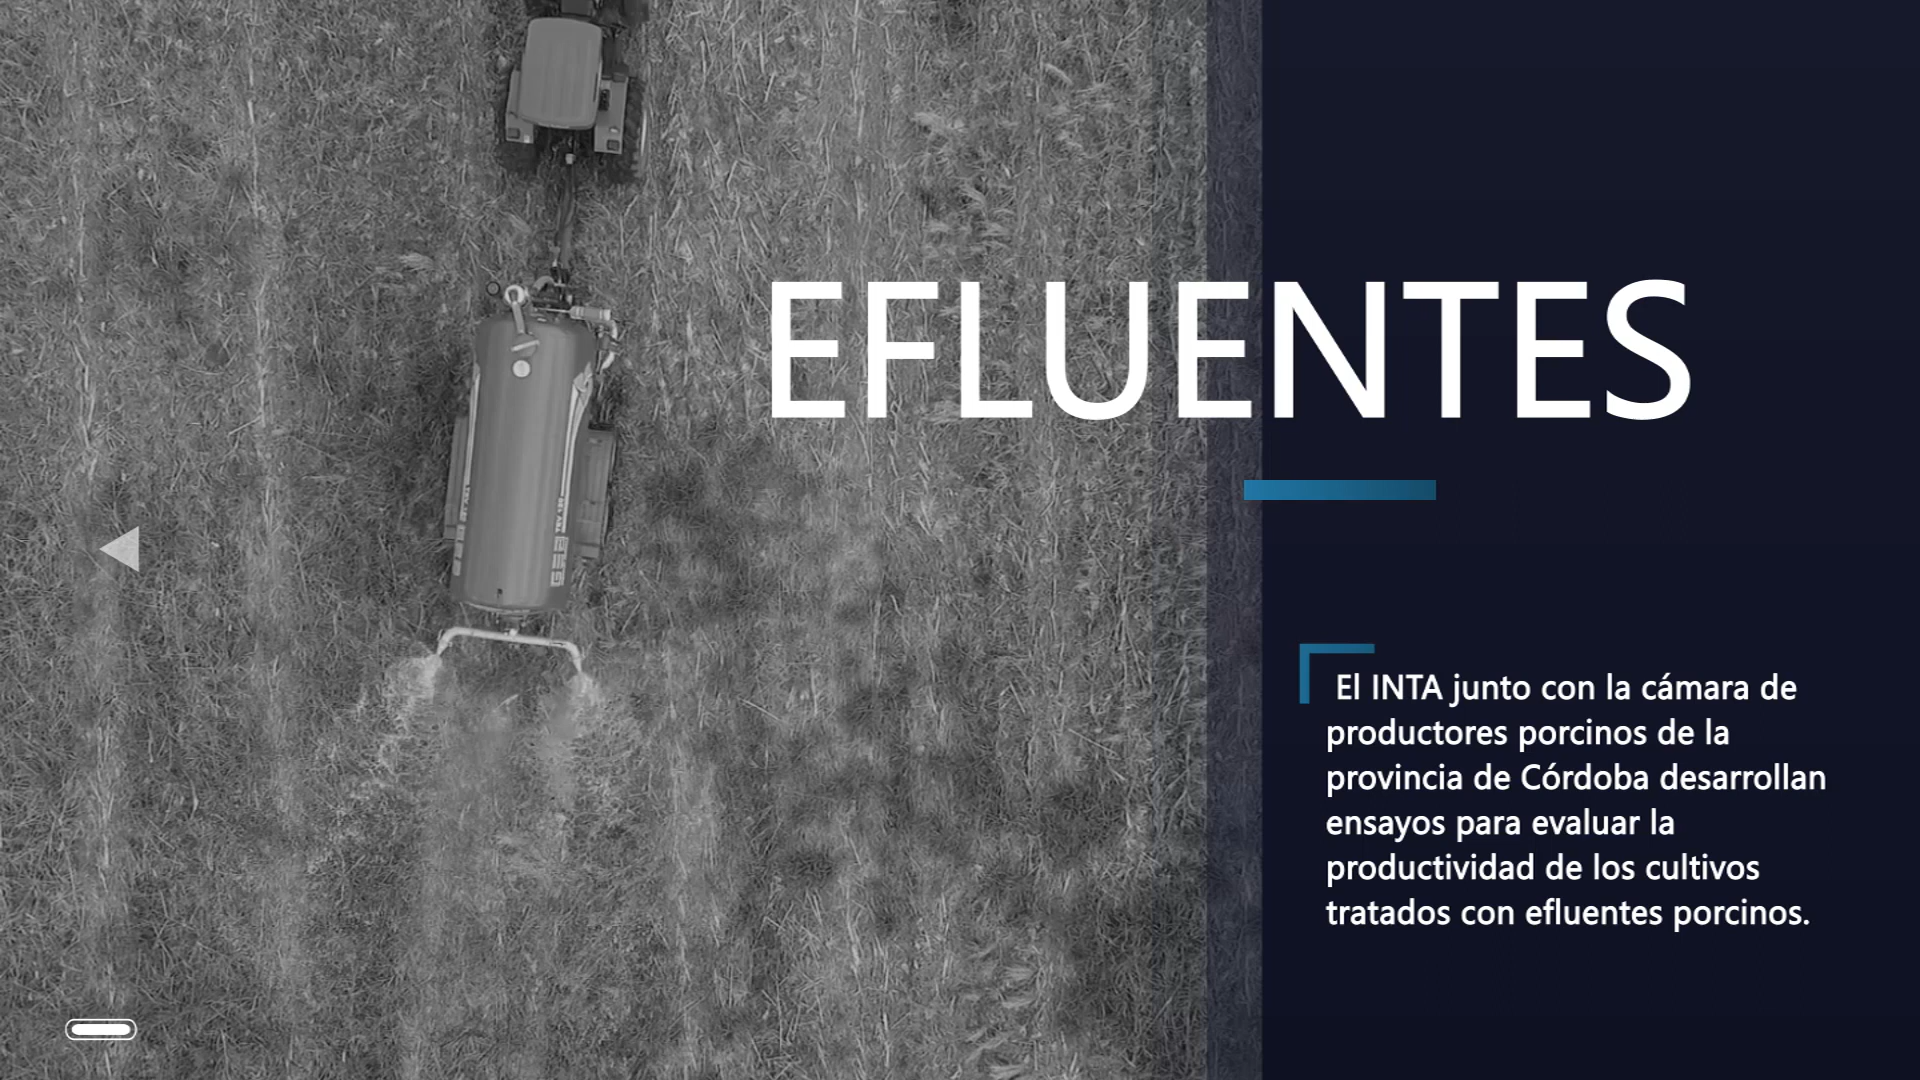 EFLUENTES
El INTA junto con la cámara de
productores porcinos de la
provincia de Córdoba desarrollan
ensayos para evaluar la
productividad de los cultivos
tratados con efluentes porcinos.